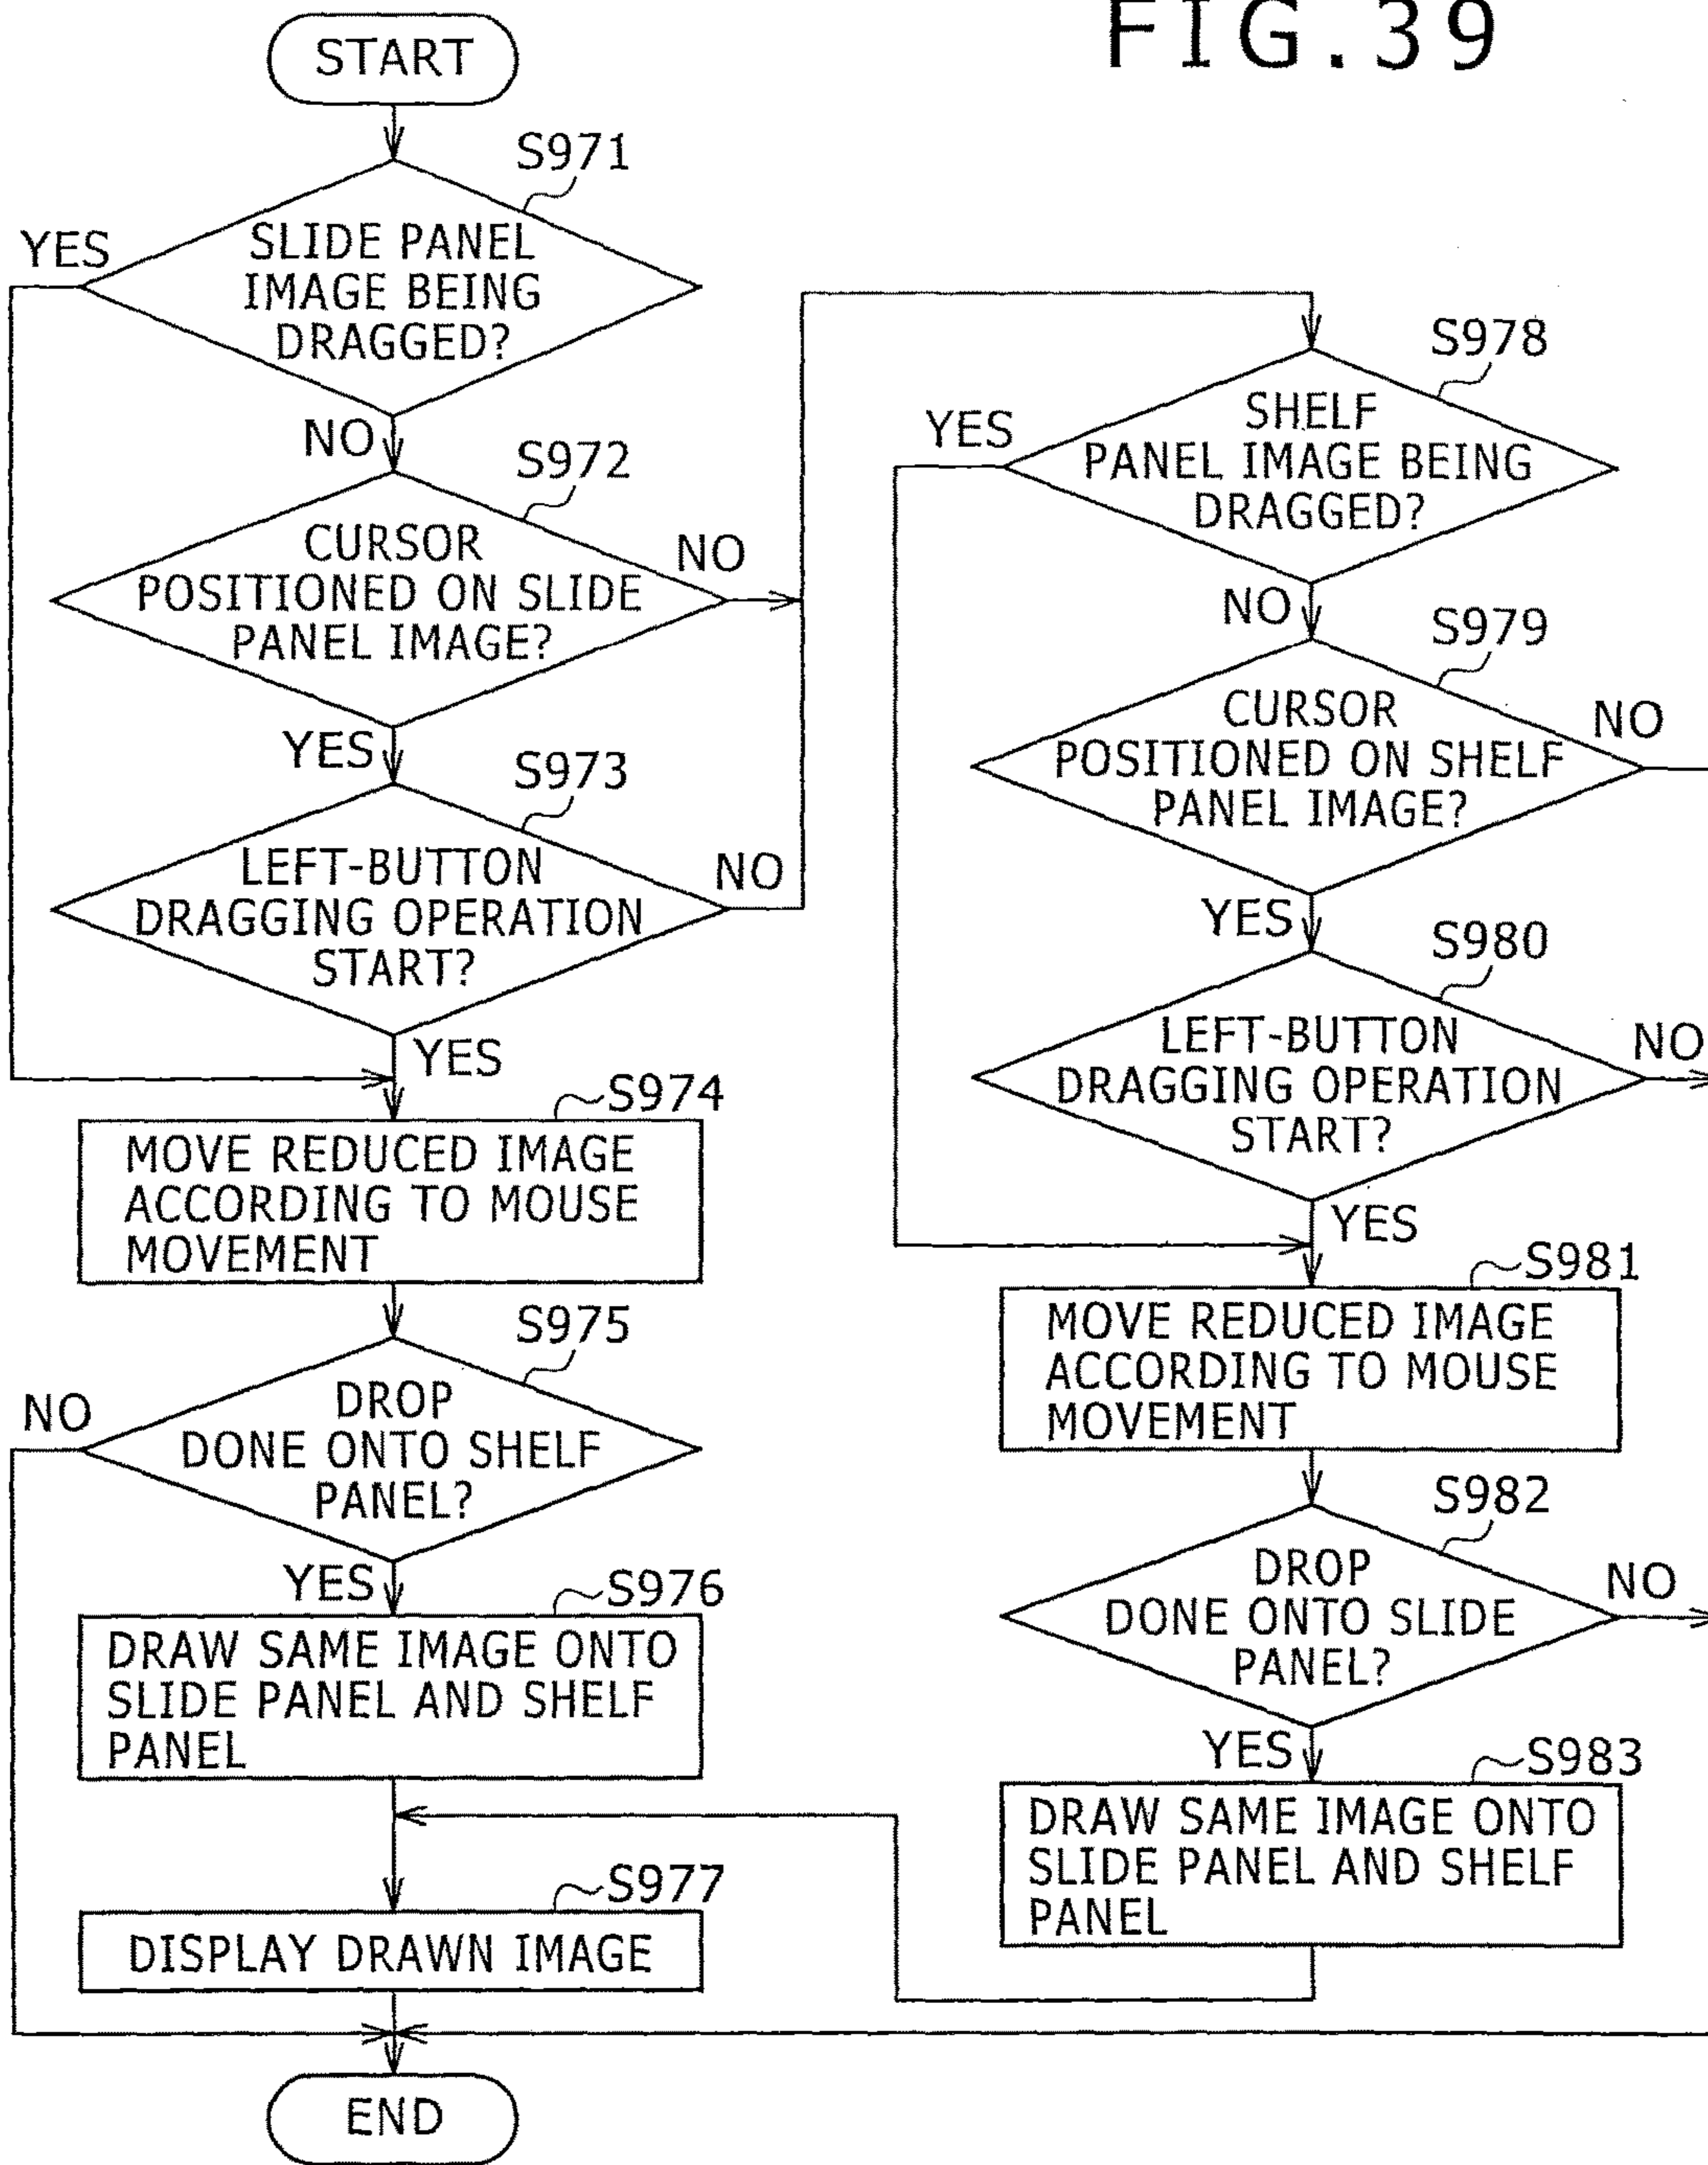 FIG.39
START
S971
SLIDE PANEL
IMAGE BEING
DRAGGED?
YES
NO
S972
CURSOR
POSITIONED ON SLIDE
PANEL IMAGE?
NO
YES
S973
LEFT-BUTTON
DRAGGING OPERATION
START?
NO
YES
S974
MOVE REDUCED IMAGE
ACCORDING TO MOUSE
MOVEMENT
S975
DROP
DONE ONTO SHELF
PANEL?
NO
YES
S976
DRAW SAME IMAGE ONTO
SLIDE PANEL AND SHELF
PANEL
S977
DISPLAY DRAWN IMAGE
END
S978
SHELF
PANEL IMAGE BEING
DRAGGED?
YES
NO
S979
CURSOR
POSITIONED ON SHELF
PANEL IMAGE?
NO
YES
S980
LEFT-BUTTON
DRAGGING OPERATION
START?
NO
YES
S981
MOVE REDUCED IMAGE
ACCORDING TO MOUSE
MOVEMENT
S982
DROP
DONE ONTO SLIDE
PANEL?
NO
YES
S983
DRAW SAME IMAGE ONTO
SLIDE PANEL AND SHELF
PANEL